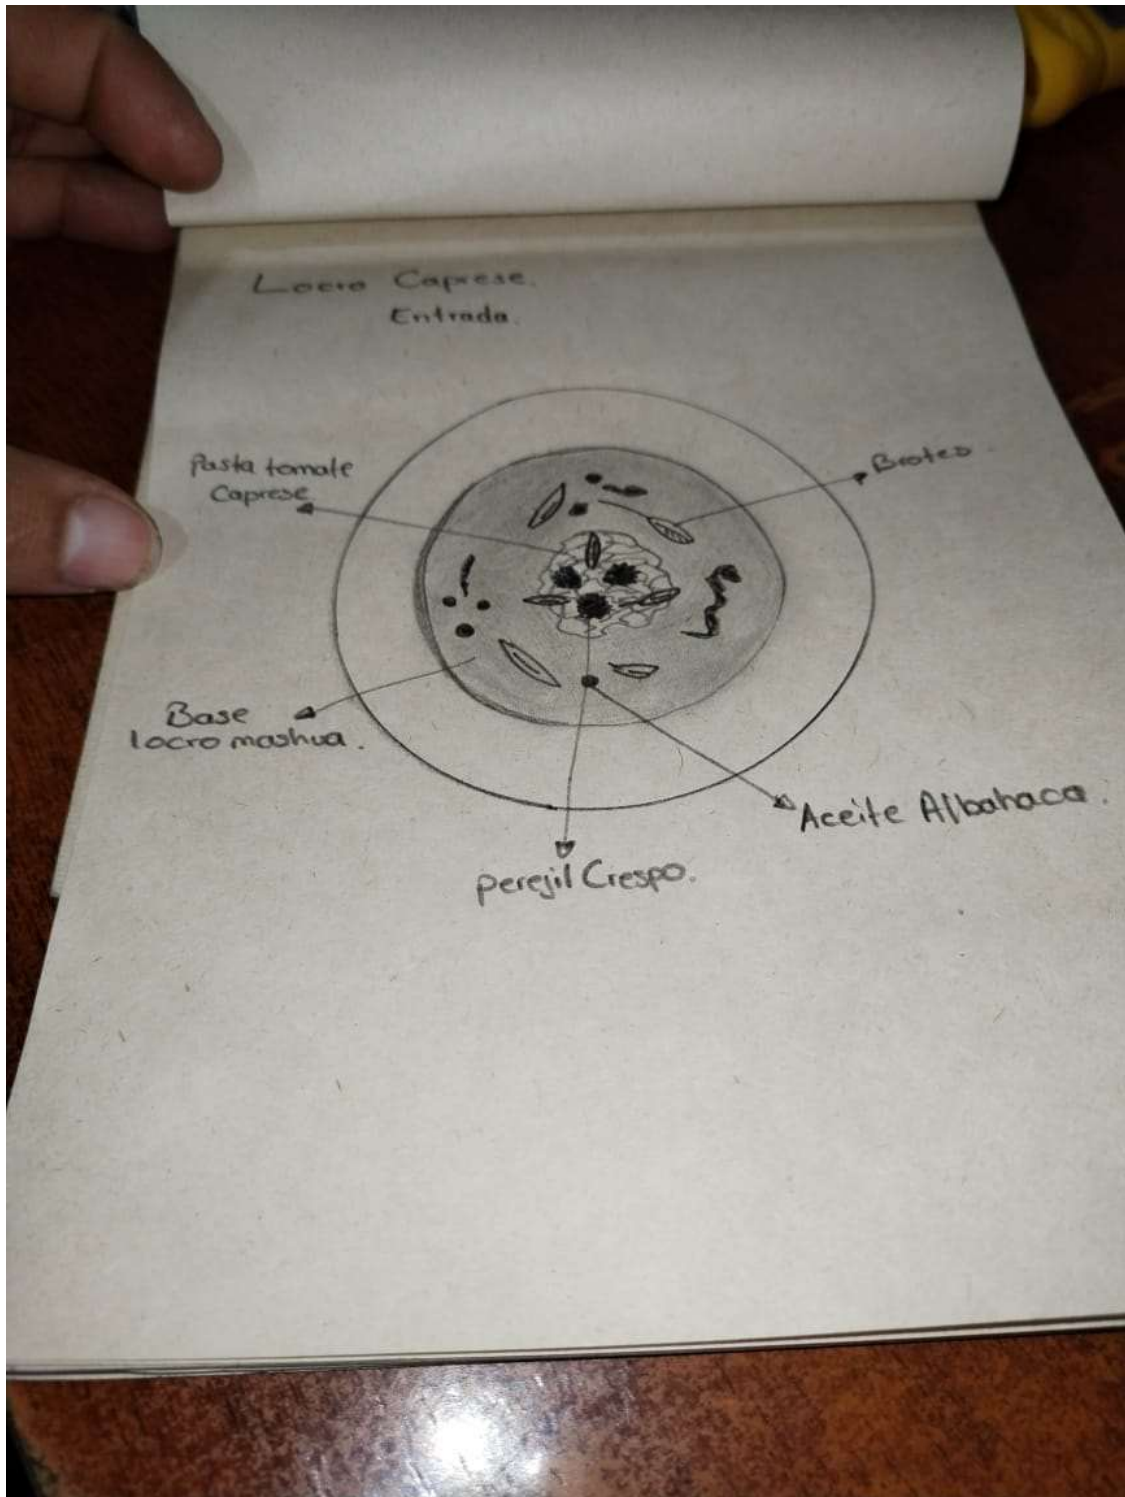 Locro Caprese.
Entrada.
Pasta tomate
Caprese
Brotes.
Base
locro mashua.
Aceite Albahaca.
perejil Crespo.